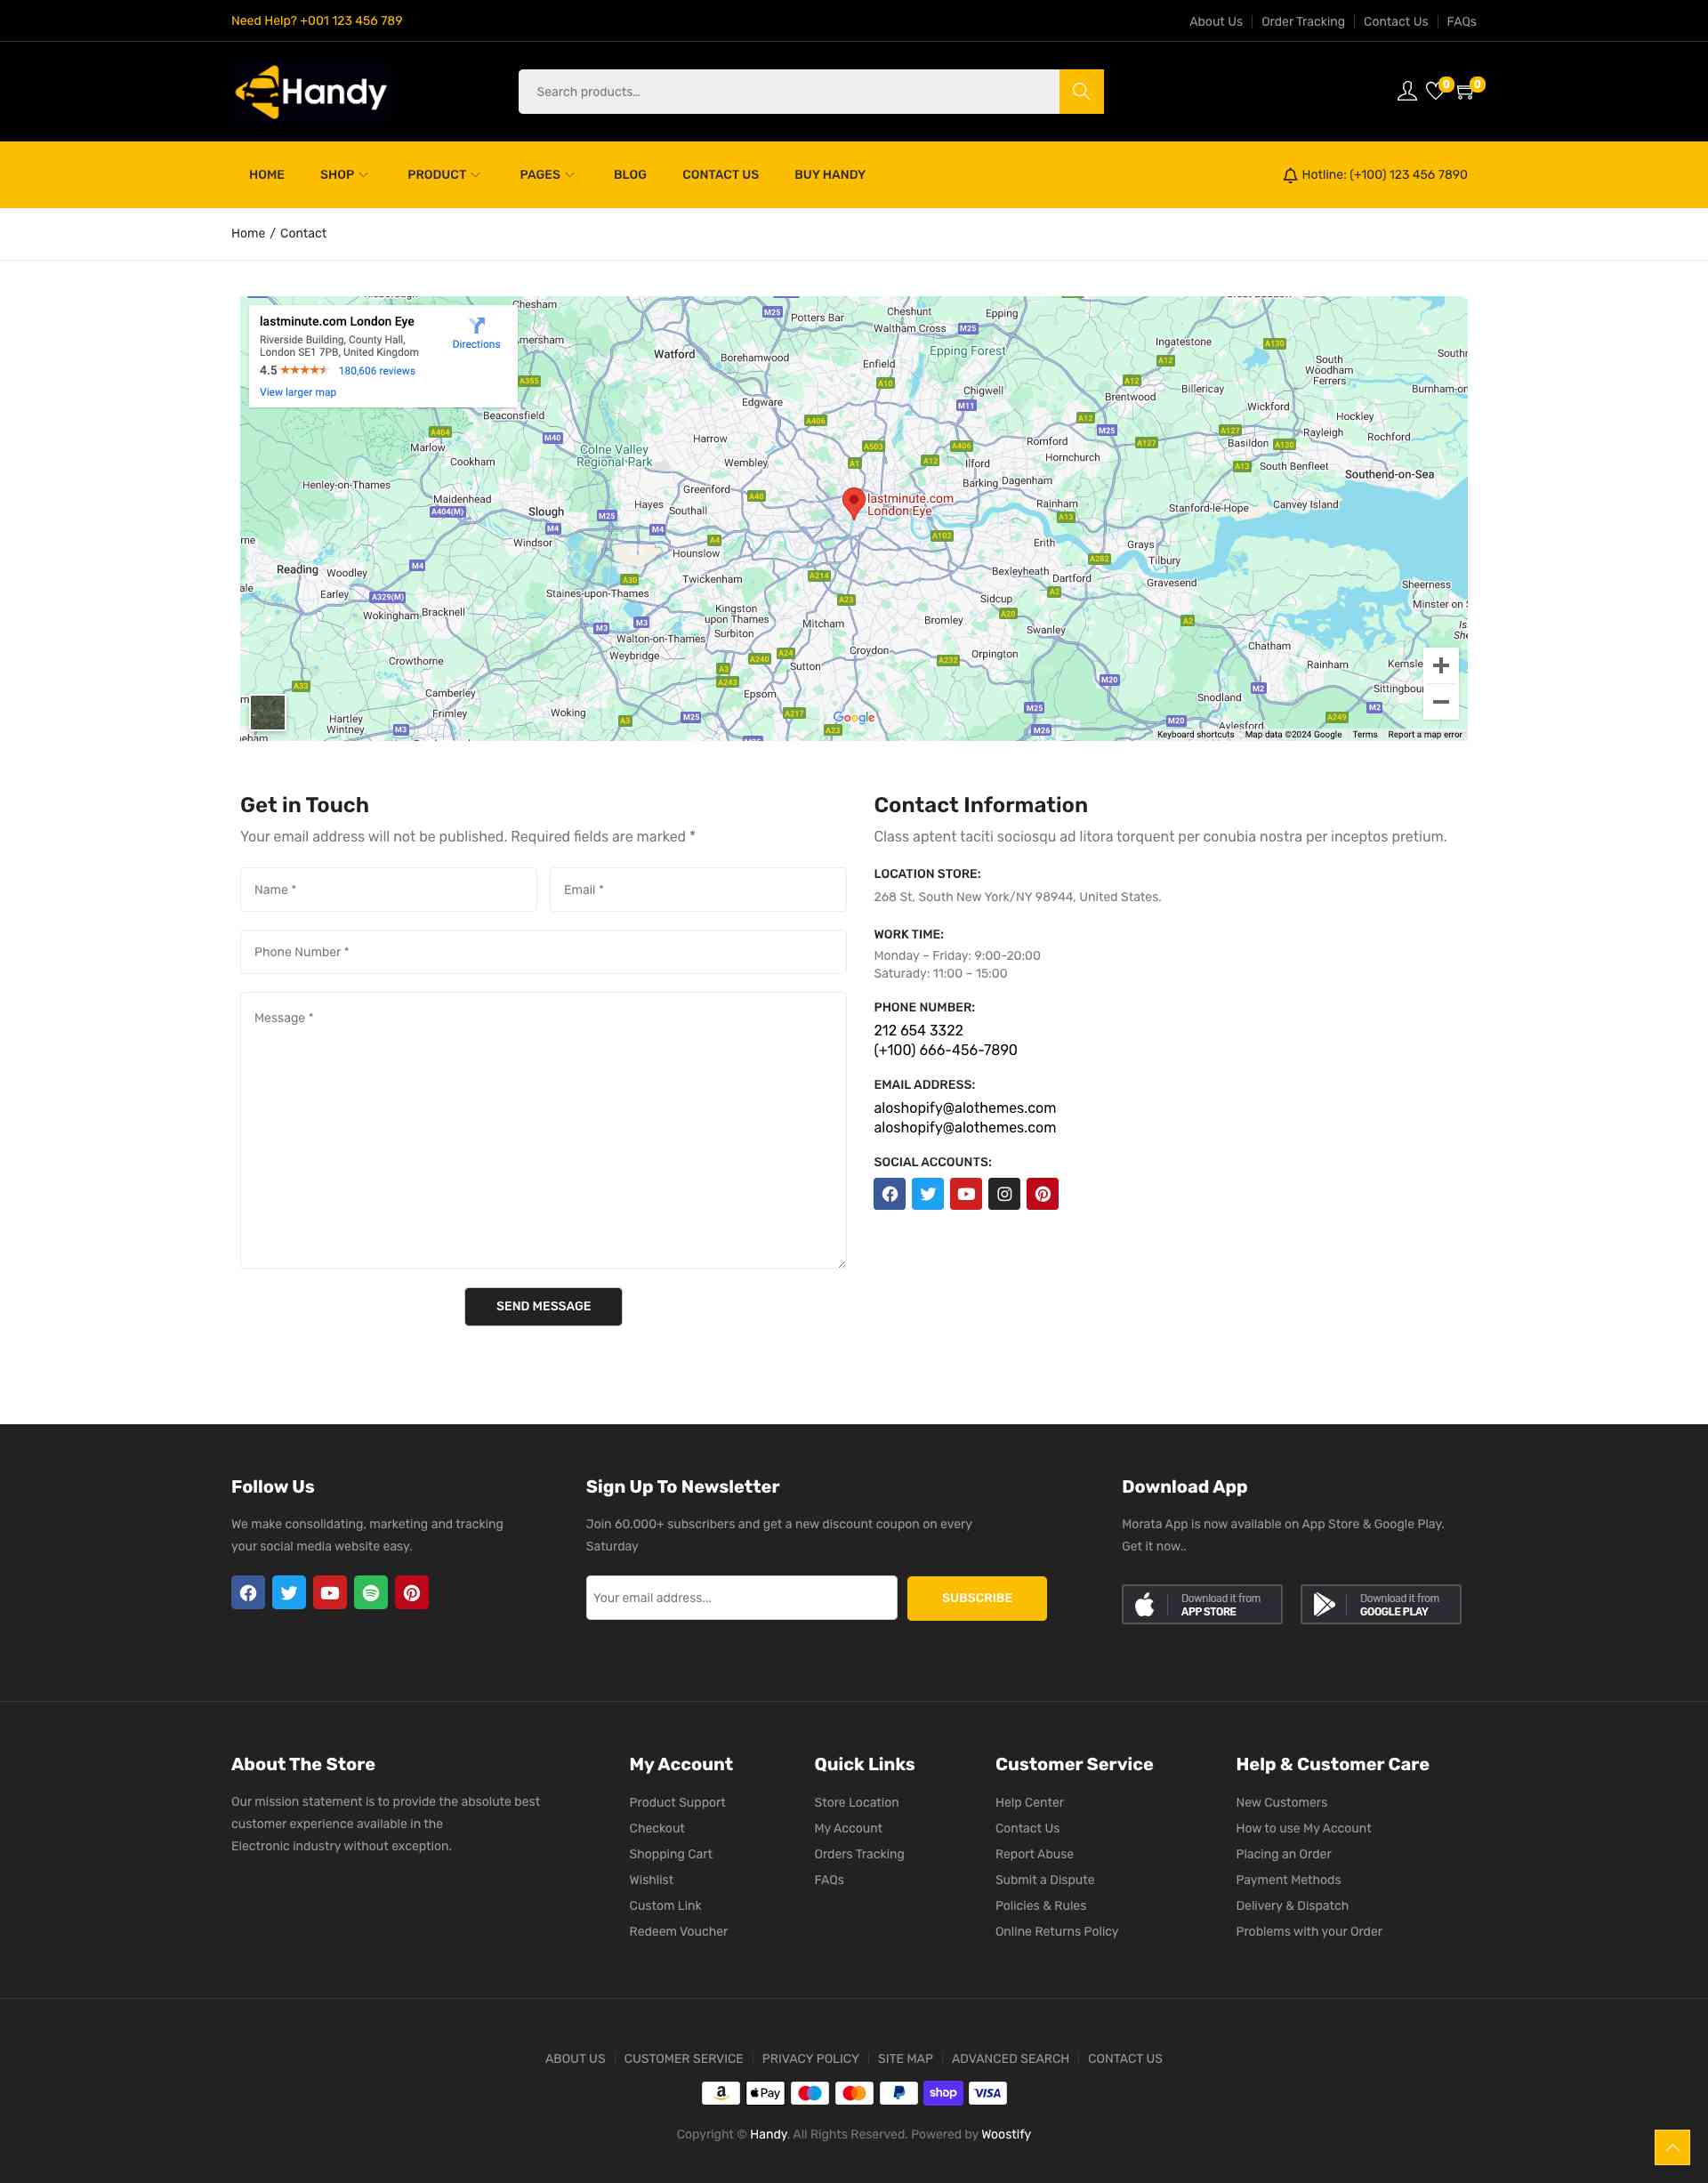 Need Help? +001 123 456 789
About Us
Order Tracking
Contact Us
FAQs
Handy
Search products…
0
0
HOME
SHOP
PRODUCT
PAGES
BLOG
CONTACT US
BUY HANDY
Hotline: (+100) 123 456 7890
Home / Contact
lastminute.com London Eye
Riverside Building, County Hall,
London SE1 7PB, United Kingdom
Directions
4.5
180,606 reviews
View larger map
Chesham
Potters Bar
Cheshunt
Epping
Waltham Cross
Watford
Borehamwood
Epping Forest
Ingatestone
Enfield
South
Woodham
Ferrers
Chigwell
Brentwood
Billericay
Beaconsfield
Edgware
Wickford
Hockley
Rayleigh
Rochford
Marlow
Colne Valley
Regional Park
Harrow
Romford
Hornchurch
Basildon
Cookham
Wembley
Ilford
South Benfleet
Southend-on-Sea
Henley-on-Thames
Barking
Dagenham
Greenford
Maidenhead
lastminute.com
London Eye
Rainham
Slough
Hayes
Southall
Stanford-le-Hope
Canvey Island
Windsor
Hounslow
Erith
Grays
Tilbury
Reading
Woodley
Twickenham
Bexleyheath
Dartford
Gravesend
Sheerness
Earley
Staines-upon-Thames
Sidcup
Wokingham
Bracknell
Kingston
upon Thames
Mitcham
Bromley
Swanley
Surbiton
Walton-on-Thames
Weybridge
Croydon
Orpington
Chatham
Crowthorne
Sutton
Rainham
Camberley
Epsom
Snodland
Frimley
Woking
Hartley
Wintney
Google
Aylesford
Keyboard shortcuts
Map data ©2024 Google
Terms
Report a map error
Get in Touch
Your email address will not be published. Required fields are marked *
Name *
Email *
Phone Number *
Message *
SEND MESSAGE
Contact Information
Class aptent taciti sociosqu ad litora torquent per conubia nostra per inceptos pretium.
LOCATION STORE:
268 St, South New York/NY 98944, United States.
WORK TIME:
Monday – Friday: 9:00-20:00
Saturady: 11:00 – 15:00
PHONE NUMBER:
212 654 3322
(+100) 666-456-7890
EMAIL ADDRESS:
aloshopify@alothemes.com
aloshopify@alothemes.com
SOCIAL ACCOUNTS:
Follow Us
We make consolidating, marketing and tracking
your social media website easy.
Sign Up To Newsletter
Join 60.000+ subscribers and get a new discount coupon on every
Saturday
Your email address...
SUBSCRIBE
Download App
Morata App is now available on App Store & Google Play.
Get it now..
Download it from
APP STORE
Download it from
GOOGLE PLAY
About The Store
Our mission statement is to provide the absolute best
customer experience available in the
Electronic industry without exception.
My Account
Product Support
Checkout
Shopping Cart
Wishlist
Custom Link
Redeem Voucher
Quick Links
Store Location
My Account
Orders Tracking
FAQs
Customer Service
Help Center
Contact Us
Report Abuse
Submit a Dispute
Policies & Rules
Online Returns Policy
Help & Customer Care
New Customers
How to use My Account
Placing an Order
Payment Methods
Delivery & Dispatch
Problems with your Order
ABOUT US
CUSTOMER SERVICE
PRIVACY POLICY
SITE MAP
ADVANCED SEARCH
CONTACT US
Pay
shop
VISA
Copyright © Handy. All Rights Reserved. Powered by Woostify